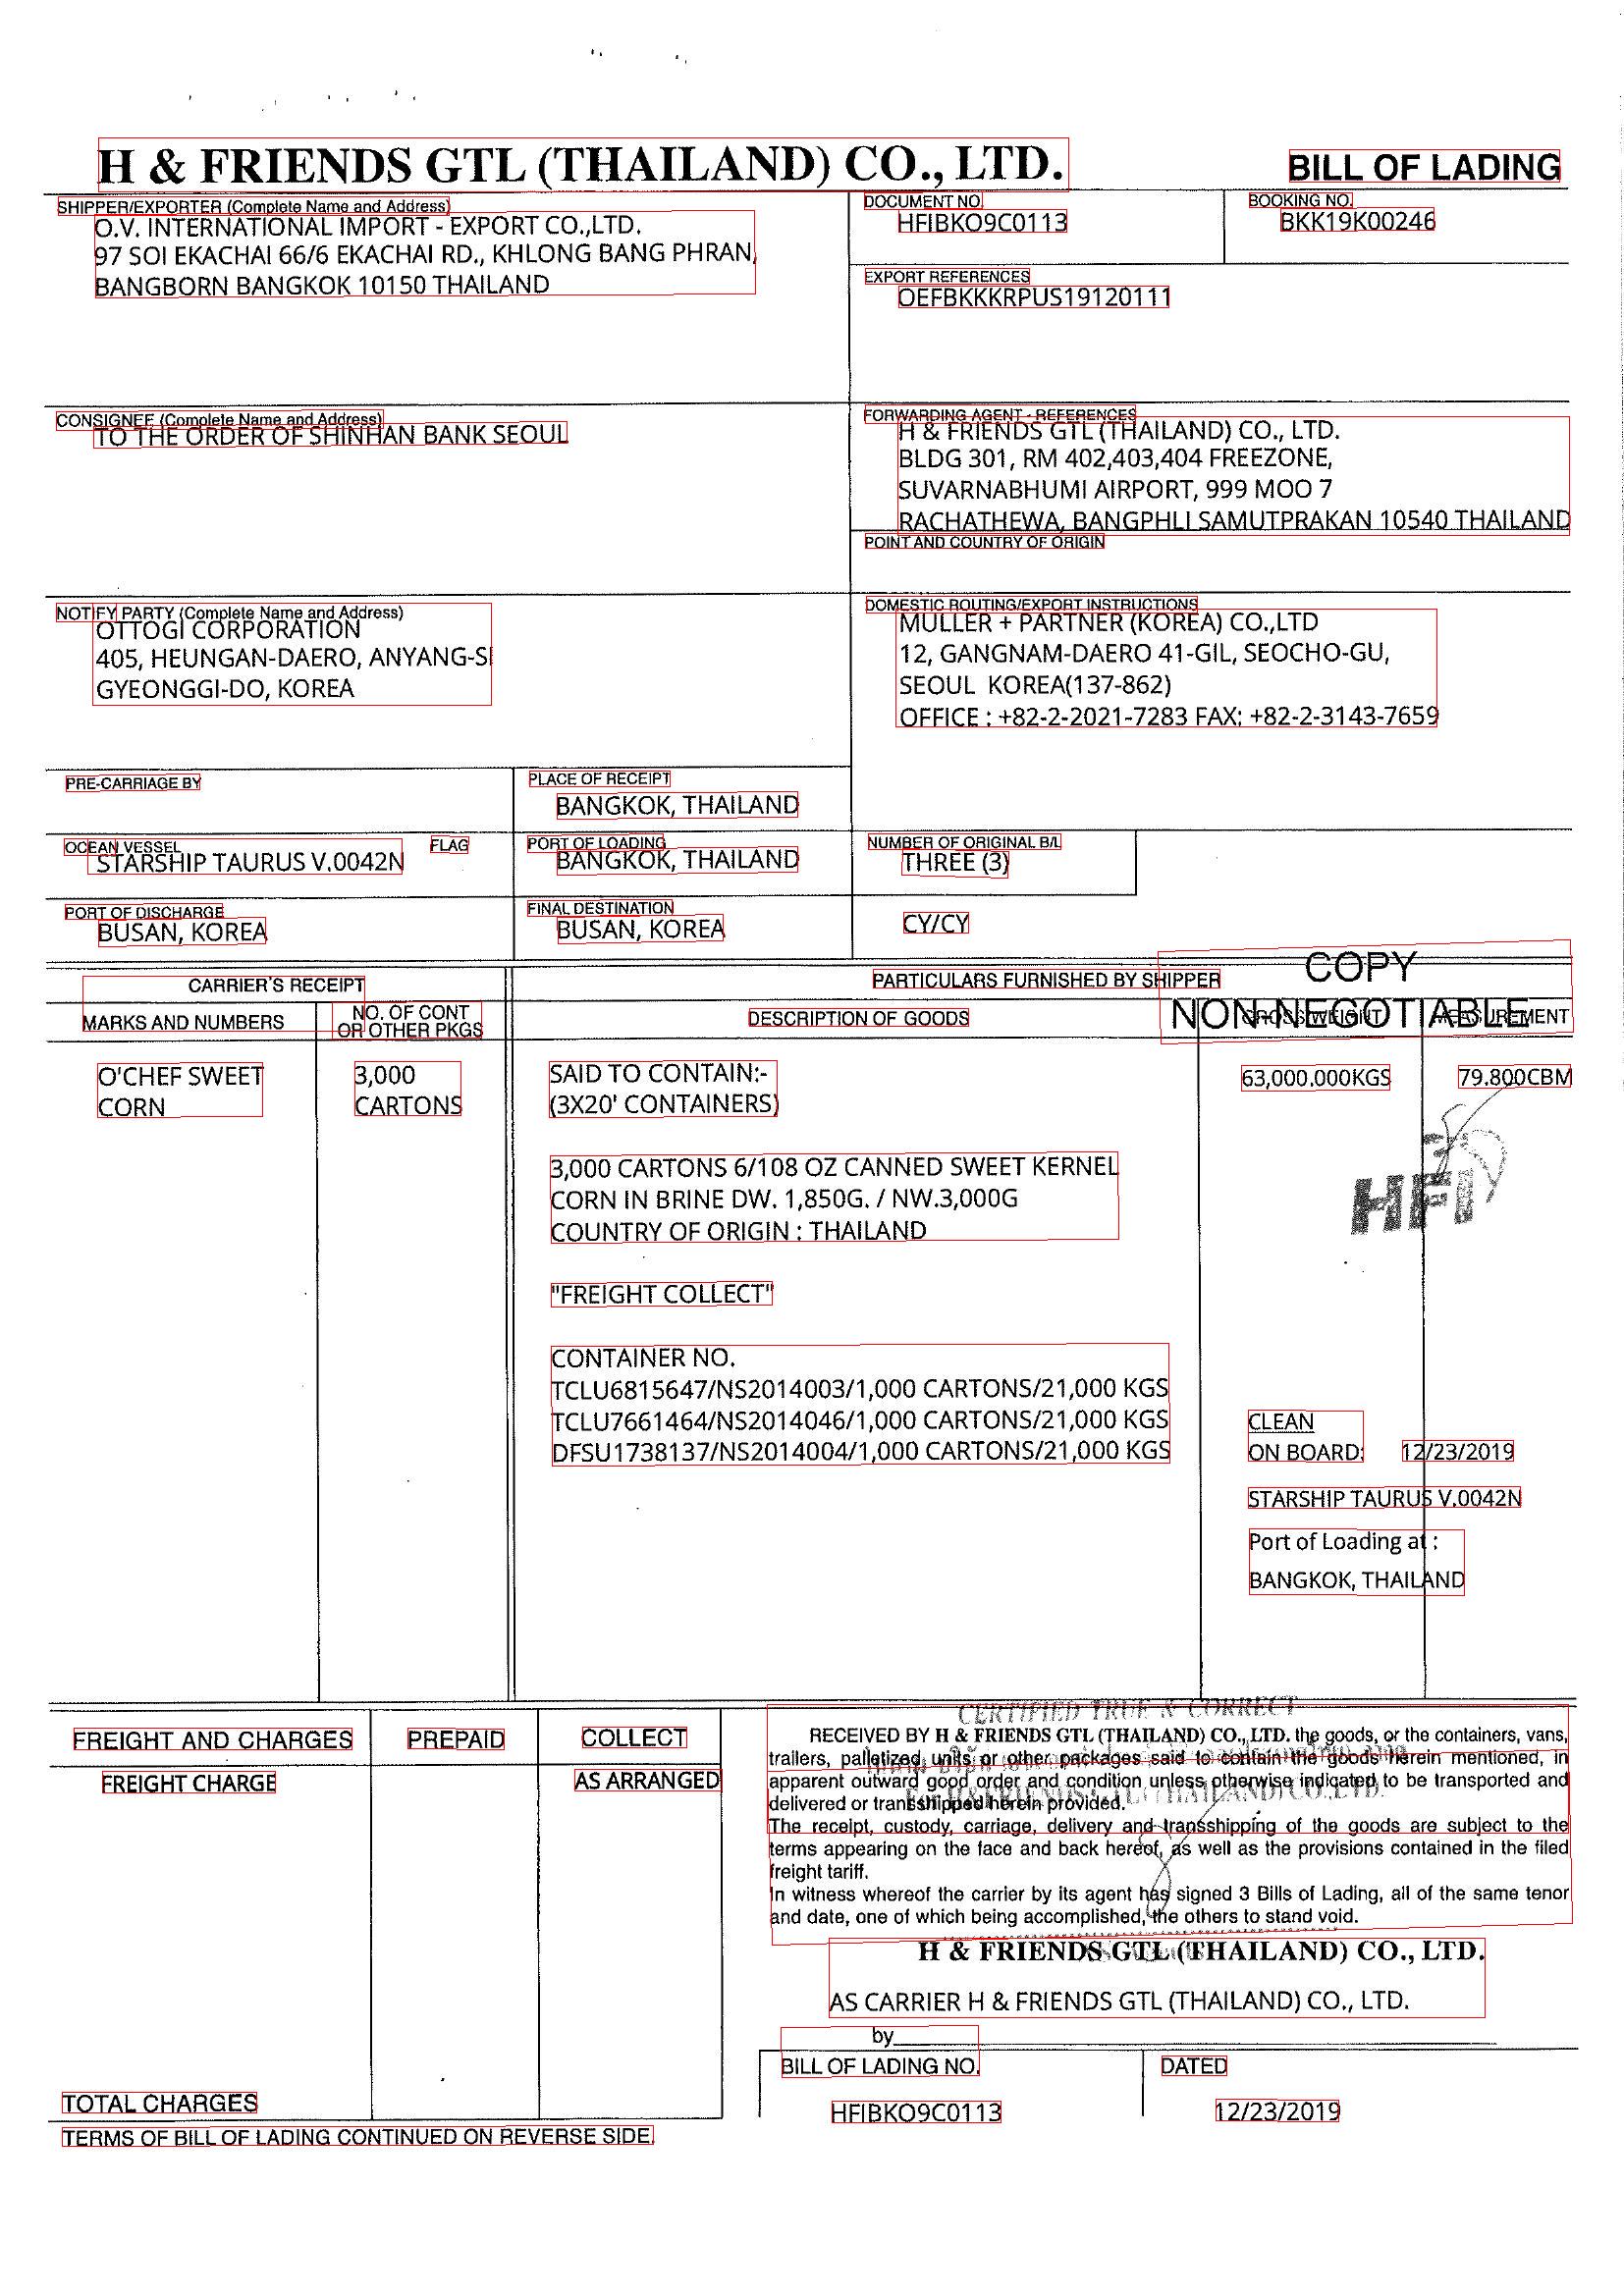 H & FRIENDS GTL (THAILAND) CO., LTD.
BILL OF LADING
SHIPPER/EXPORTER (Complete Name and Address)
O.V. INTERNATIONAL IMPORT - EXPORT CO.,LTD.
97 SOI EKACHAI 66/6 EKACHAI RD., KHLONG BANG PHRAN,
BANGBORN BANGKOK 10150 THAILAND
DOCUMENT NO.
HFIBKO9C0113
BOOKING NO.
BKK19K00246
EXPORT REFERENCES
OEFBKKKRPUS19120111
CONSIGNEE (Complete Name and Address)
TO THE ORDER OF SHINHAN BANK SEOUL
FORWARDING AGENT - REFERENCES
H & FRIENDS GTL (THAILAND) CO., LTD.
BLDG 301, RM 402,403,404 FREEZONE,
SUVARNABHUMI AIRPORT, 999 MOO 7
RACHATHEWA, BANGPHLI SAMUTPRAKAN 10540 THAILAND
POINT AND COUNTRY OF ORIGIN
NOTIFY PARTY (Complete Name and Address)
OTTOGI CORPORATION
405, HEUNGAN-DAERO, ANYANG-SI
GYEONGGI-DO, KOREA
DOMESTIC ROUTING/EXPORT INSTRUCTIONS
MULLER + PARTNER (KOREA) CO.,LTD
12, GANGNAM-DAERO 41-GIL, SEOCHO-GU,
SEOUL KOREA(137-862)
OFFICE : +82-2-2021-7283 FAX: +82-2-3143-7659
PRE-CARRIAGE BY
PLACE OF RECEIPT
BANGKOK, THAILAND
OCEAN VESSEL
FLAG
STARSHIP TAURUS V.0042N
PORT OF LOADING
BANGKOK, THAILAND
NUMBER OF ORIGINAL B/L
THREE (3)
PORT OF DISCHARGE
BUSAN, KOREA
FINAL DESTINATION
BUSAN, KOREA
CY/CY
COPY
NON-NEGOTIABLE
CARRIER'S RECEIPT
PARTICULARS FURNISHED BY SHIPPER
MARKS AND NUMBERS
NO. OF CONT
OR OTHER PKGS
DESCRIPTION OF GOODS
GROSS WEIGHT
MEASUREMENT
O'CHEF SWEET
CORN
3,000
CARTONS
SAID TO CONTAIN:-
(3X20' CONTAINERS)
63,000.000KGS
79.800CBM
HFI
3,000 CARTONS 6/108 OZ CANNED SWEET KERNEL
CORN IN BRINE DW. 1,850G. / NW.3,000G
COUNTRY OF ORIGIN : THAILAND
"FREIGHT COLLECT"
CONTAINER NO.
TCLU6815647/NS2014003/1,000 CARTONS/21,000 KGS
TCLU7661464/NS2014046/1,000 CARTONS/21,000 KGS
DFSU1738137/NS2014004/1,000 CARTONS/21,000 KGS
CLEAN
ON BOARD: 12/23/2019
STARSHIP TAURUS V.0042N
Port of Loading at :
BANGKOK, THAILAND
FREIGHT AND CHARGES
PREPAID
COLLECT
FREIGHT CHARGE
AS ARRANGED
CERTIFIED TRUE & CORRECT
RECEIVED BY H & FRIENDS GTL (THAILAND) CO., LTD. the goods, or the containers, vans,
trailers, palletized units or other packages said to contain the goods herein mentioned, in
apparent outward good order and condition unless otherwise indicated to be transported and
delivered or transshipped herein provided.
For H&FRIENDS GTL (THAILAND) CO.,LTD.
The receipt, custody, carriage, delivery and transshipping of the goods are subject to the
terms appearing on the face and back hereof, as well as the provisions contained in the filed
freight tariff.
In witness whereof the carrier by its agent has signed 3 Bills of Lading, all of the same tenor
and date, one of which being accomplished, the others to stand void.
H & FRIENDS GTL (THAILAND) CO., LTD.
AS CARRIER H & FRIENDS GTL (THAILAND) CO., LTD.
by
BILL OF LADING NO.
HFIBKO9C0113
DATED
12/23/2019
TOTAL CHARGES
TERMS OF BILL OF LADING CONTINUED ON REVERSE SIDE.